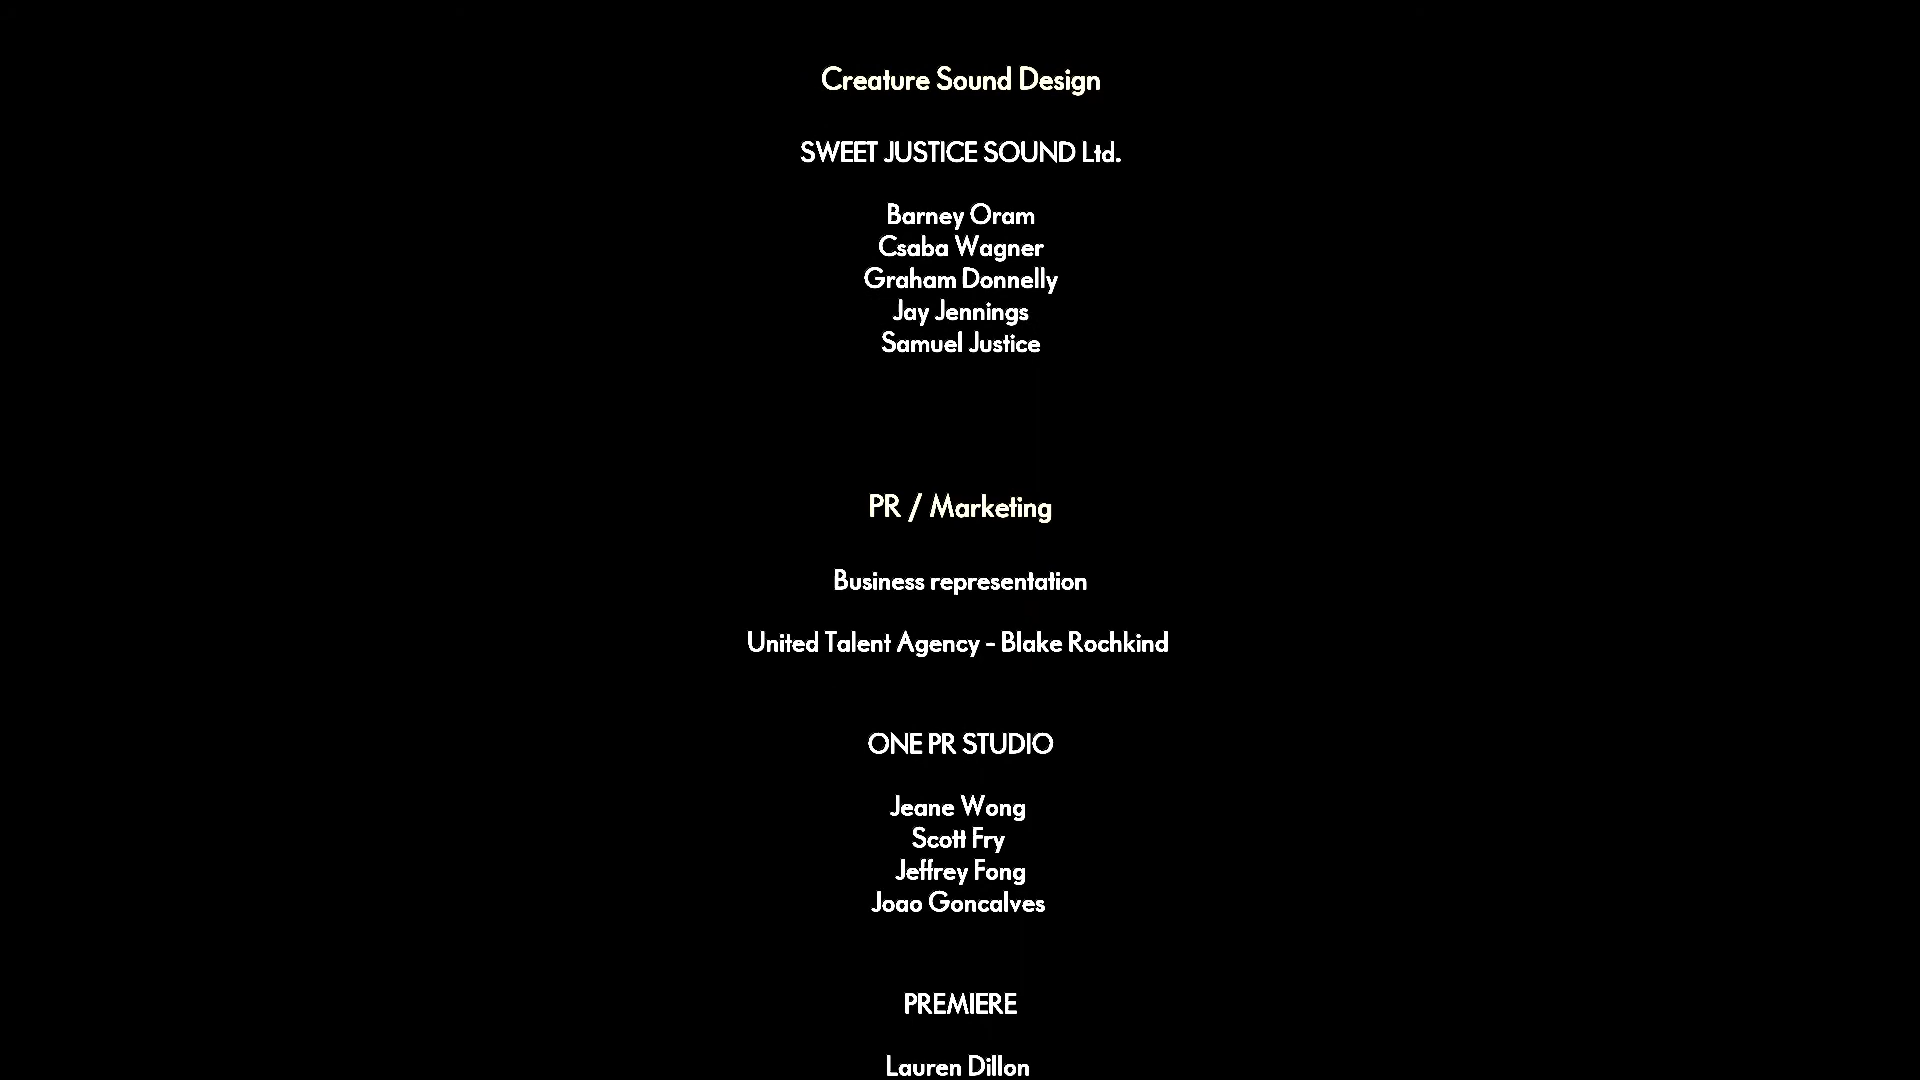 Creature Sound Design
SWEET JUSTICE SOUND Ltd.
Barney Oram
Csaba Wagner
Graham Donnelly
Jay Jennings
Samuel Justice
PR / Marketing
Business representation
United Talent Agency - Blake Rochkind
ONE PR STUDIO
Jeane Wong
Scott Fry
Jeffrey Fong
Joao Goncalves
PREMIERE
Lauren Dillon